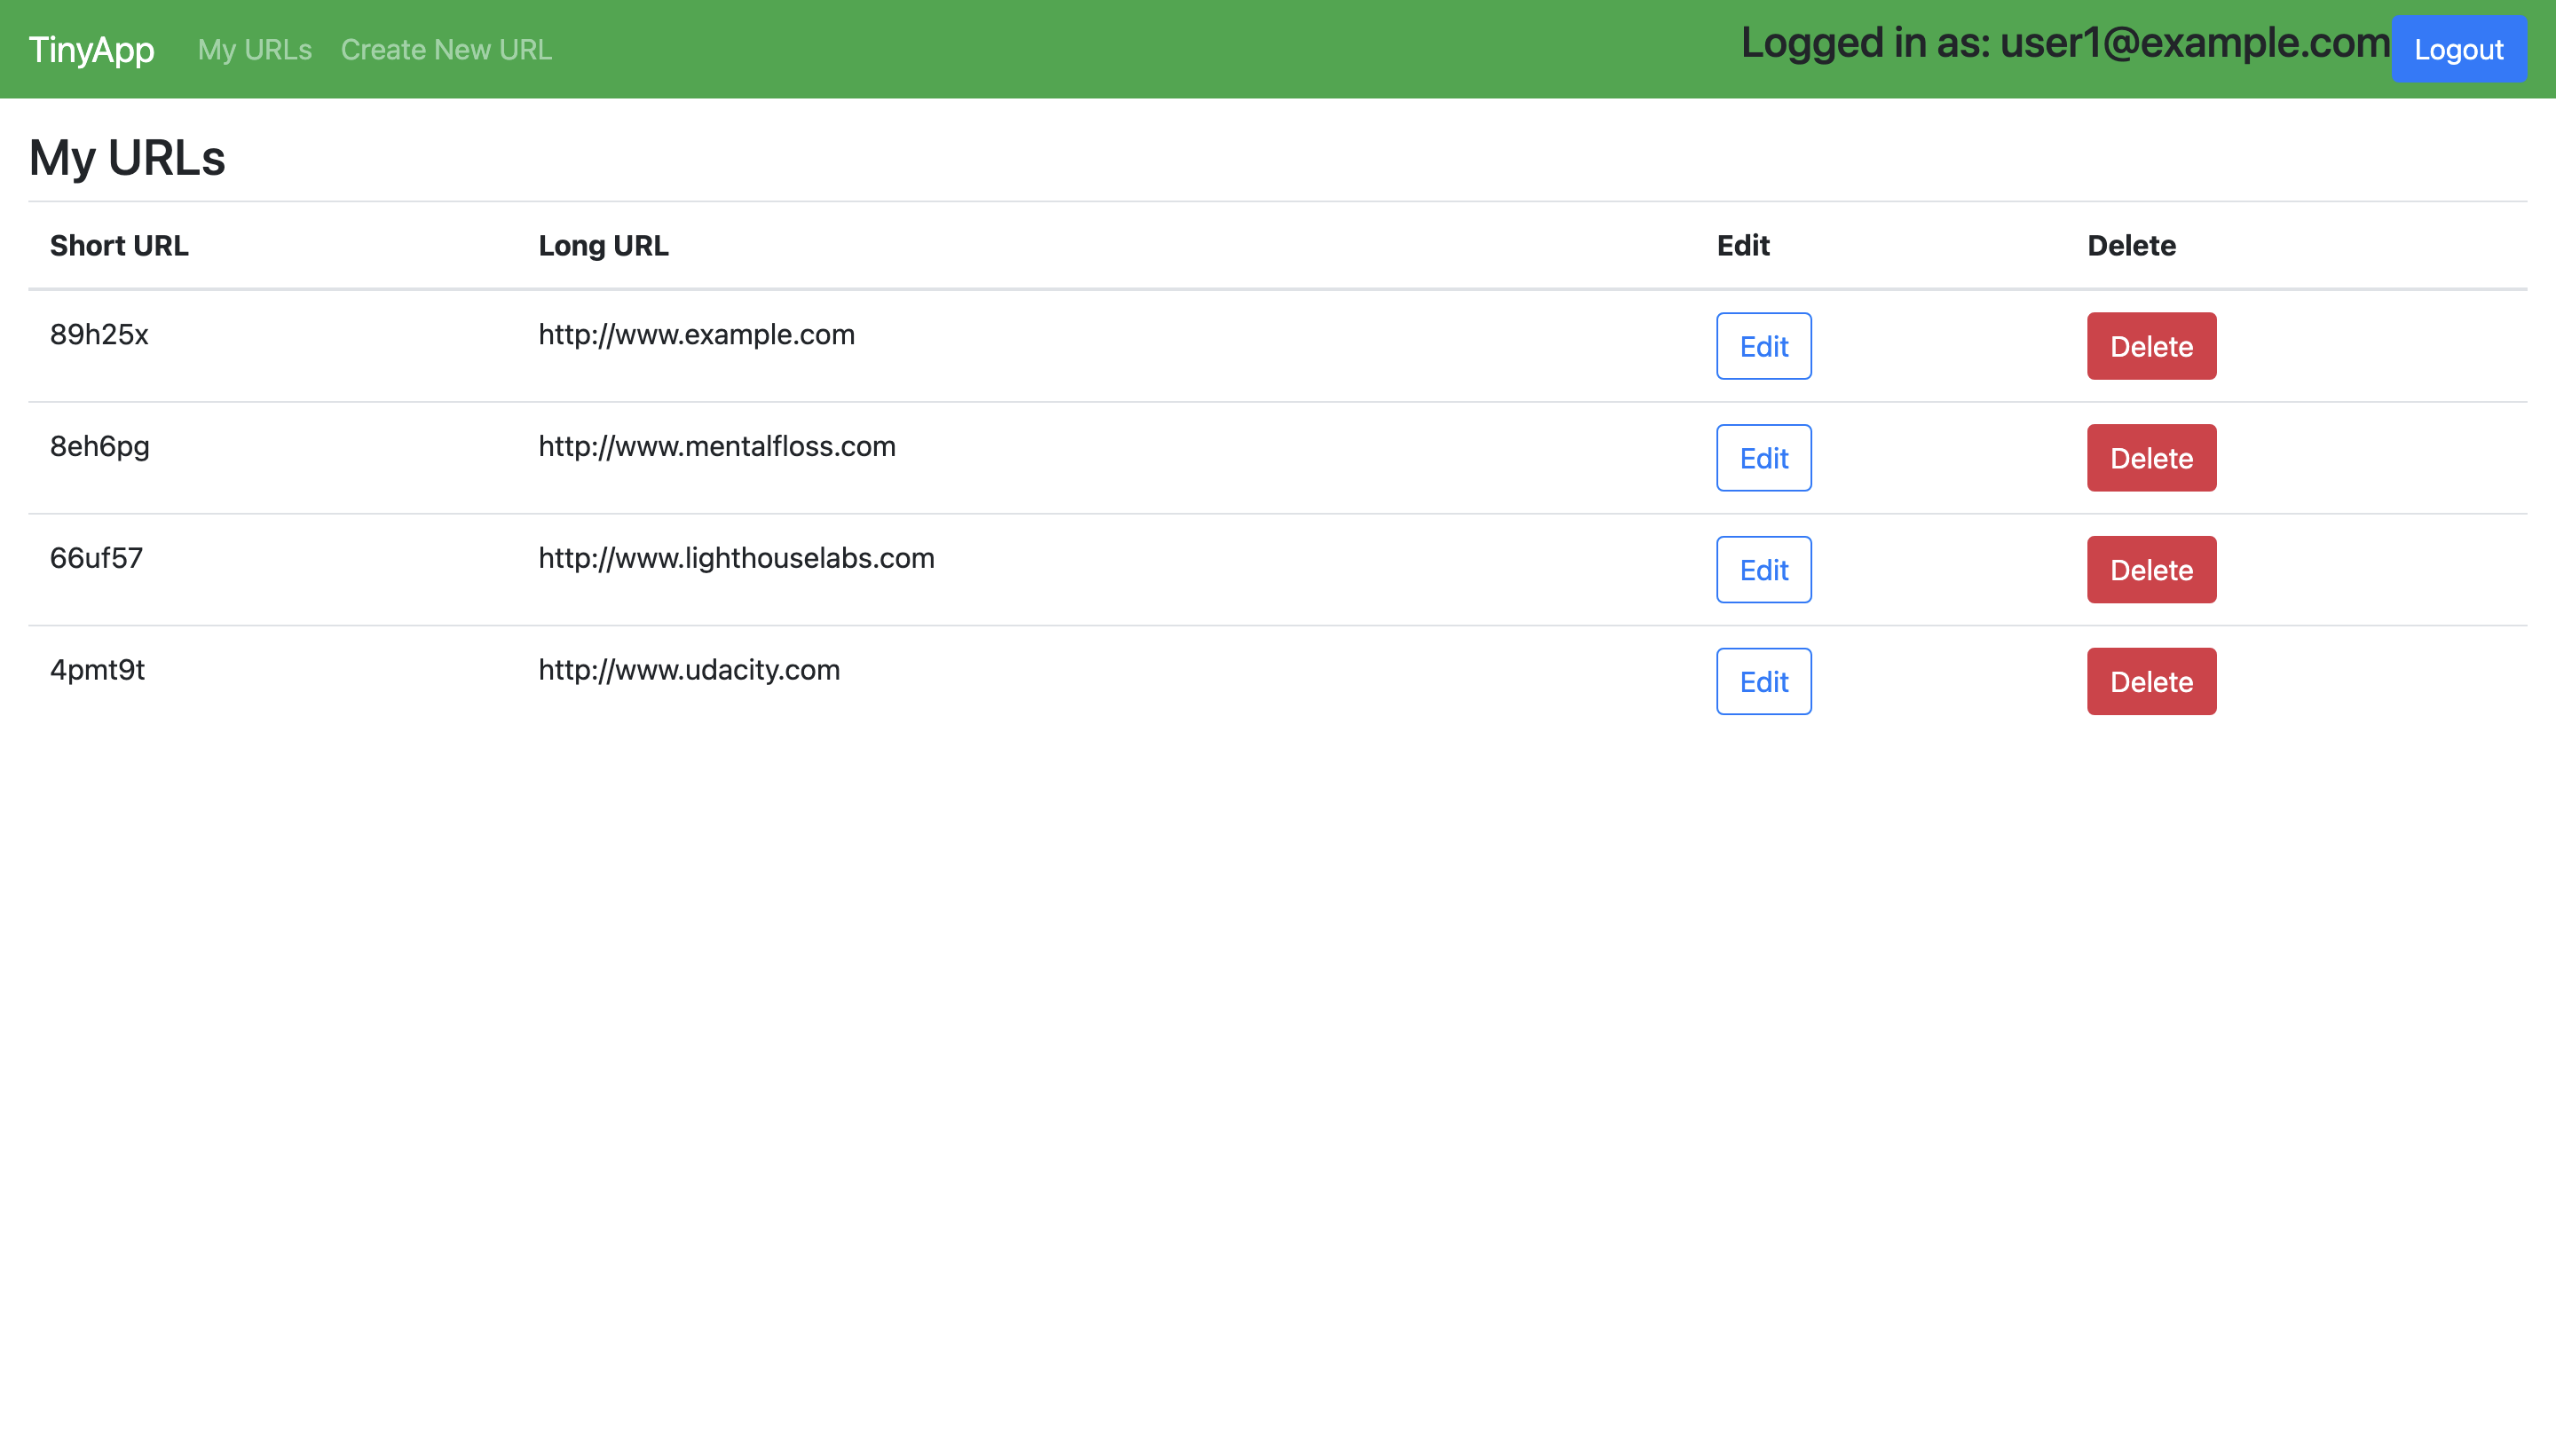 TinyApp My URLs Create New URL Logged in as: user1@example.com Logout
My URLs
Short URL Long URL Edit Delete
89h25x http://www.example.com Edit Delete
8eh6pg http://www.mentalfloss.com Edit Delete
66uf57 http://www.lighthouselabs.com Edit Delete
4pmt9t http://www.udacity.com Edit Delete